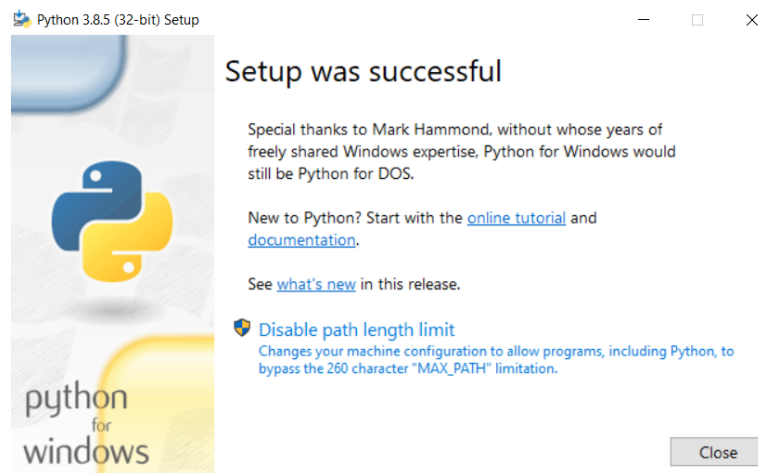 Python 3.8.5 (32-bit) Setup
Setup was successful
Special thanks to Mark Hammond, without whose years of
freely shared Windows expertise, Python for Windows would
still be Python for DOS.
New to Python? Start with the online tutorial and
documentation.
See what's new in this release.
Disable path length limit
Changes your machine configuration to allow programs, including Python, to
bypass the 260 character "MAX_PATH" limitation.
python
for
windows
Close